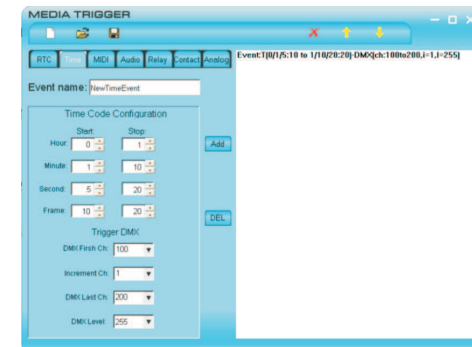 MEDIA TRIGGER
RTC Time MIDI Audio Relay Contact Analog
Event:T(0/1/5:10 to 1/10/20:20)-DMX(ch:100to200,i=1,l=255)
Event name: NewTimeEvent
Time Code Configuration
Start: Stop:
Hour: 0 1
Add
Minute: 1 10
Second: 5 20
Frame: 10 20
DEL
Trigger DMX
DMX Firsh Ch: 100
Increment Ch: 1
DMX Last Ch: 200
DMX Level: 255